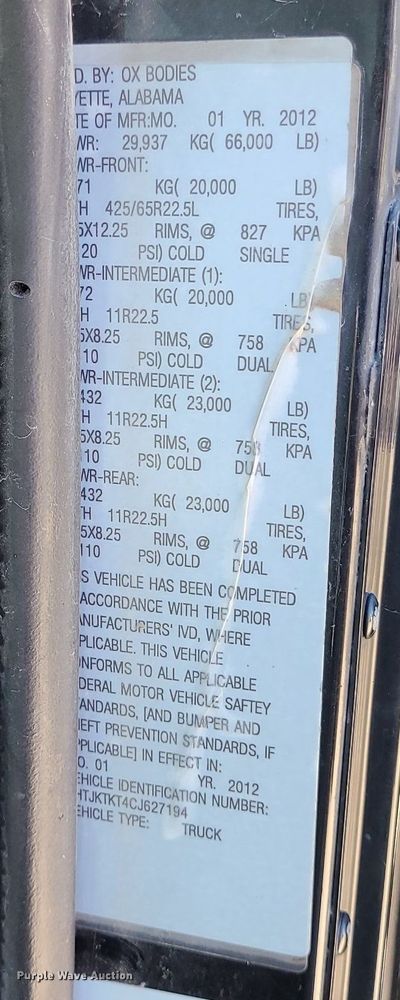 D. BY: OX BODIES
YETTE, ALABAMA
TE OF MFR:MO. 01 YR. 2012
WR: 29,937 KG( 66,000 LB)
WR-FRONT:
71 KG( 20,000 LB)
H 425/65R22.5L TIRES,
5X12.25 RIMS, @ 827 KPA
20 PSI) COLD SINGLE
WR-INTERMEDIATE (1):
72 KG( 20,000 LB
H 11R22.5 TIRES,
5X8.25 RIMS, @ 758 KPA
10 PSI) COLD DUAL
WR-INTERMEDIATE (2):
432 KG( 23,000 LB)
H 11R22.5H TIRES,
5X8.25 RIMS, @ 758 KPA
10 PSI) COLD DUAL
WR-REAR:
432 KG( 23,000 LB)
TH 11R22.5H TIRES,
5X8.25 RIMS, @ 758 KPA
110 PSI) COLD DUAL
S VEHICLE HAS BEEN COMPLETED
ACCORDANCE WITH THE PRIOR
ANUFACTURERS' IVD, WHERE
PLICABLE. THIS VEHICLE
ONFORMS TO ALL APPLICABLE
DERAL MOTOR VEHICLE SAFTEY
ANDARDS, [AND BUMPER AND
HEFT PREVENTION STANDARDS, IF
PPLICABLE] IN EFFECT IN:
O. 01 YR. 2012
EHICLE IDENTIFICATION NUMBER:
HTJKTKT4CJ627194
EHICLE TYPE: TRUCK
Purple Wave Auction